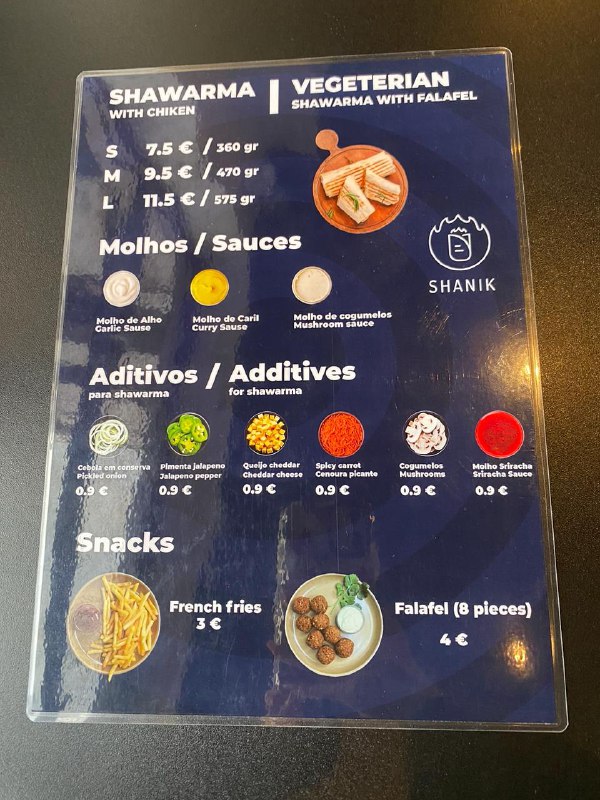 SHAWARMA
WITH CHIKEN
VEGETERIAN
SHAWARMA WITH FALAFEL
S 7.5 € / 360 gr
M 9.5 € / 470 gr
L 11.5 € / 575 gr
SHANIK
Molhos / Sauces
Molho de Alho
Garlic Sause
Molho de Caril
Curry Sause
Molho de cogumelos
Mushroom sauce
Aditivos / Additives
para shawarma
for shawarma
Cebola em conserva
Pickled onion
0.9 €
Pimenta jalapeno
Jalapeno pepper
0.9 €
Queijo cheddar
Cheddar cheese
0.9 €
Spicy carrot
Cenoura picante
0.9 €
Cogumelos
Mushrooms
0.9 €
Molho Sriracha
Sriracha Sauce
0.9 €
Snacks
French fries
3 €
Falafel (8 pieces)
4 €